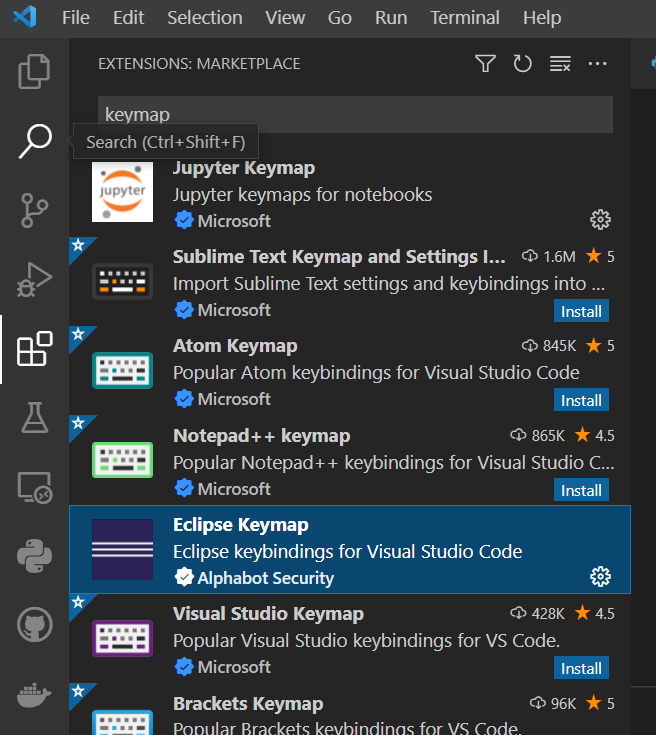 File Edit Selection View Go Run Terminal Help
EXTENSIONS: MARKETPLACE
keymap
Search (Ctrl+Shift+F)
jupyter
Jupyter Keymap
Jupyter keymaps for notebooks
Microsoft
Sublime Text Keymap and Settings I... 1.6M 5
Import Sublime Text settings and keybindings into ...
Microsoft Install
Atom Keymap 845K 5
Popular Atom keybindings for Visual Studio Code
Microsoft Install
Notepad++ keymap 865K 4.5
Popular Notepad++ keybindings for Visual Studio C...
Microsoft Install
Eclipse Keymap
Eclipse keybindings for Visual Studio Code
Alphabot Security
Visual Studio Keymap 428K 4.5
Popular Visual Studio keybindings for VS Code.
Microsoft Install
Brackets Keymap 96K 5
Popular Brackets keybindings for VS Code.